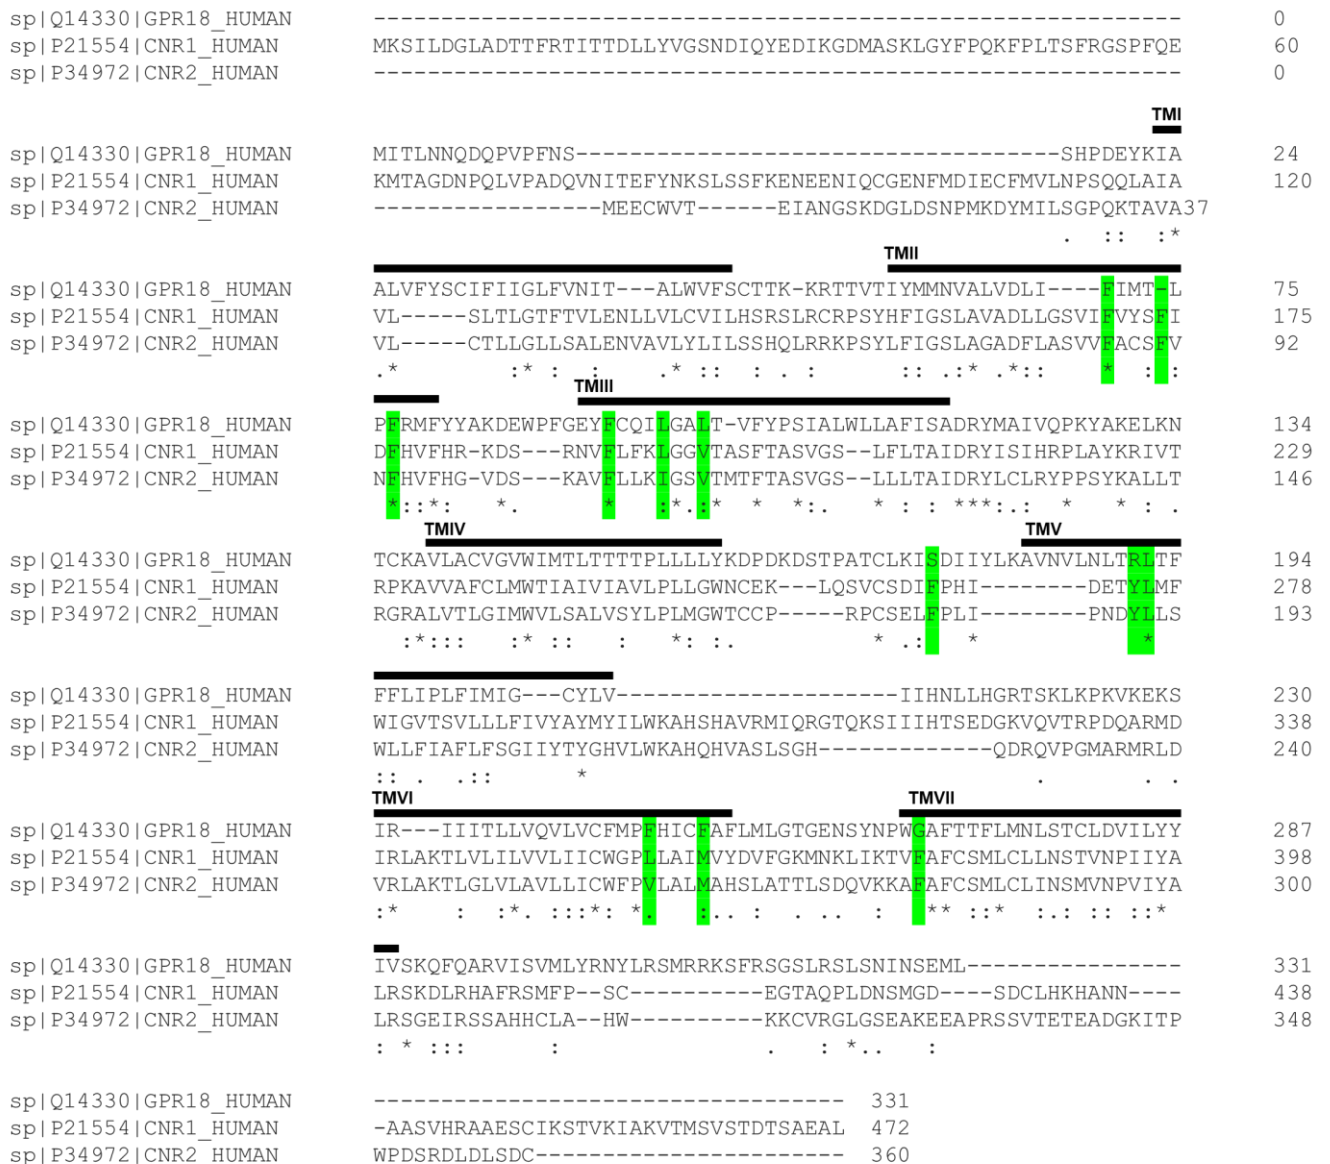 sp|Q14330|GPR18_HUMAN ------------------------------------------------------------ 0
sp|P21554|CNR1_HUMAN MKSILDGLADTTFRTITTDLLYVGSNDIQYEDIKGDMASKLGYFPQKFPLTSFRGSPFQE 60
sp|P34972|CNR2_HUMAN ------------------------------------------------------------ 0
TMI
sp|Q14330|GPR18_HUMAN MITLNNQDQPVPFNS------------------------------------SHPDEYKIA 24
sp|P21554|CNR1_HUMAN KMTAGDNPQLVPADQVNITEFYNKSLSSFKENEENIQCGENFMDIECFMVLNPSQQLAIA 120
sp|P34972|CNR2_HUMAN -----------------MEECWVT------EIANGSKDGLDSNPMKDYMILSGPQKTAVA37
. :: :*
TMII
sp|Q14330|GPR18_HUMAN ALVFYSCIFIIGLFVNIT---ALWVFSCTTK-KRTTVTIYMMNVALVDLI----FIMT-L 75
sp|P21554|CNR1_HUMAN VL-----SLTLGTFTVLENLLVLCVILHSRSLRCRPSYHFIGSLAVADLLGSVIFVYSFI 175
sp|P34972|CNR2_HUMAN VL-----CTLLGLLSALENVAVLYLILSSHQLRRKPSYLFIGSLAGADFLASVVFACSFV 92
.* :* : : .* :: : . . :: .:* .*:: * : :
TMIII
sp|Q14330|GPR18_HUMAN PFRMFYYAKDEWPFGEYFCQILGALT-VFYPSIALWLLAFISADRYMAIVQPKYAKELKN 134
sp|P21554|CNR1_HUMAN DFHVFHR-KDS---RNVFLFKLGGVTASFTASVGS--LFLTAIDRYISIHRPLAYKRIVT 229
sp|P34972|CNR2_HUMAN NFHVFHG-VDS---KAVFLLKIGSVTMTFTASVGS--LLLTAIDRYLCLRYPPSYKALLT 146
*::*: *. * :*.:* * *:. * : : ***:.: * * : .
TMIV TMV
sp|Q14330|GPR18_HUMAN TCKAVLACVGVWIMTLTTTTPLLLLYKDPDKDSTPATCLKISDIIYLKAVNVLNLTRLTF 194
sp|P21554|CNR1_HUMAN RPKAVVAFCLMWTIAIVIAVLPLLGWNCEK---LQSVCSDIFPHI--------DETYLMF 278
sp|P34972|CNR2_HUMAN RGRALVTLGIMWVLSALVSYLPLMGWTCCP-----RPCSELFPLI--------PNDYLLS 193
:*::: :* :: : *: :. * .: * *
sp|Q14330|GPR18_HUMAN FFLIPLFIMIG---CYLV---------------------IIHNLLHGRTSKLKPKVKEKS 230
sp|P21554|CNR1_HUMAN WIGVTSVLLLFIVYAYMYILWKAHSHAVRMIQRGTQKSIIIHTSEDGKVQVTRPDQARMD 338
sp|P34972|CNR2_HUMAN WLLFIAFLFSGIIYTYGHVLWKAHQHVASLSGH-------------QDRQVPGMARMRLD 240
:: . .:: * . . .
TMVI TMVII
sp|Q14330|GPR18_HUMAN IR---IIITLLVQVLVCFMPFHICFAFLMLGTGENSYNPWGAFTTFLMNLSTCLDVILYY 287
sp|P21554|CNR1_HUMAN IRLAKTLVLILVVLIICWGPLLAIMVYDVFGKMNKLIKTVFAFCSMLCLLNSTVNPIIYA 398
sp|P34972|CNR2_HUMAN VRLAKTLGLVLAVLLICWFPVLALMAHSLATTLSDQVKKAFAFCSMLCLINSMVNPVIYA 300
:* : :*. :::*: *. :.. : . .. : ** ::* :.: :: ::*
sp|Q14330|GPR18_HUMAN IVSKQFQARVISVMLYRNYLRSMRRKSFRSGSLRSLSNINSEML---------------- 331
sp|P21554|CNR1_HUMAN LRSKDLRHAFRSMFP--SC----------EGTAQPLDNSMGD----SDCLHKHANN---- 438
sp|P34972|CNR2_HUMAN LRSGEIRSSAHHCLA--HW----------KKCVRGLGSEAKEEAPRSSVTETEADGKITP 348
: * ::: : . : *.. :
sp|Q14330|GPR18_HUMAN ----------------------------------- 331
sp|P21554|CNR1_HUMAN -AASVHRAAESCIKSTVKIAKVTMSVSTDTSAEAL 472
sp|P34972|CNR2_HUMAN WPDSRDLDLSDC----------------------- 360